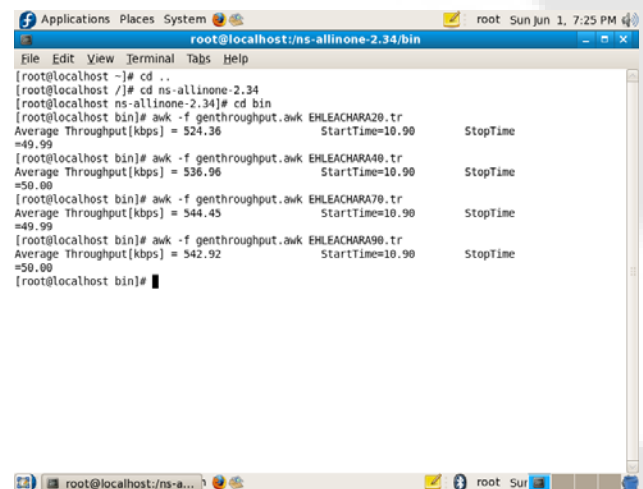 Applications Places System root Sun Jun 1, 7:25 PM
root@localhost:/ns-allinone-2.34/bin
File Edit View Terminal Tabs Help
[root@localhost ~]# cd ..
[root@localhost /]# cd ns-allinone-2.34
[root@localhost ns-allinone-2.34]# cd bin
[root@localhost bin]# awk -f genthroughput.awk EHLEACHARA20.tr
Average Throughput[kbps] = 524.36 StartTime=10.90 StopTime
=49.99
[root@localhost bin]# awk -f genthroughput.awk EHLEACHARA40.tr
Average Throughput[kbps] = 536.96 StartTime=10.90 StopTime
=50.00
[root@localhost bin]# awk -f genthroughput.awk EHLEACHARA70.tr
Average Throughput[kbps] = 544.45 StartTime=10.90 StopTime
=49.99
[root@localhost bin]# awk -f genthroughput.awk EHLEACHARA90.tr
Average Throughput[kbps] = 542.92 StartTime=10.90 StopTime
=50.00
[root@localhost bin]#
root@localhost:/ns-a... root Sur